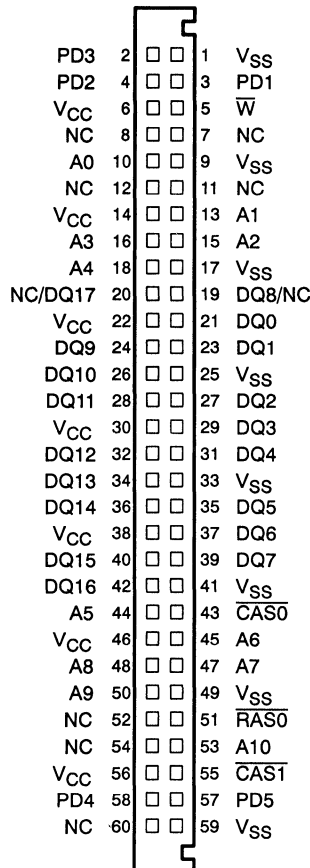 PD3 2 1 VSS
PD2 4 3 PD1
VCC 6 5 W̅
NC 8 7 NC
A0 10 9 VSS
NC 12 11 NC
VCC 14 13 A1
A3 16 15 A2
A4 18 17 VSS
NC/DQ17 20 19 DQ8/NC
VCC 22 21 DQ0
DQ9 24 23 DQ1
DQ10 26 25 VSS
DQ11 28 27 DQ2
VCC 30 29 DQ3
DQ12 32 31 DQ4
DQ13 34 33 VSS
DQ14 36 35 DQ5
VCC 38 37 DQ6
DQ15 40 39 DQ7
DQ16 42 41 VSS
A5 44 43 C̅A̅S̅0̅
VCC 46 45 A6
A8 48 47 A7
A9 50 49 VSS
NC 52 51 R̅A̅S̅0̅
NC 54 53 A10
VCC 56 55 C̅A̅S̅1̅
PD4 58 57 PD5
NC 60 59 VSS